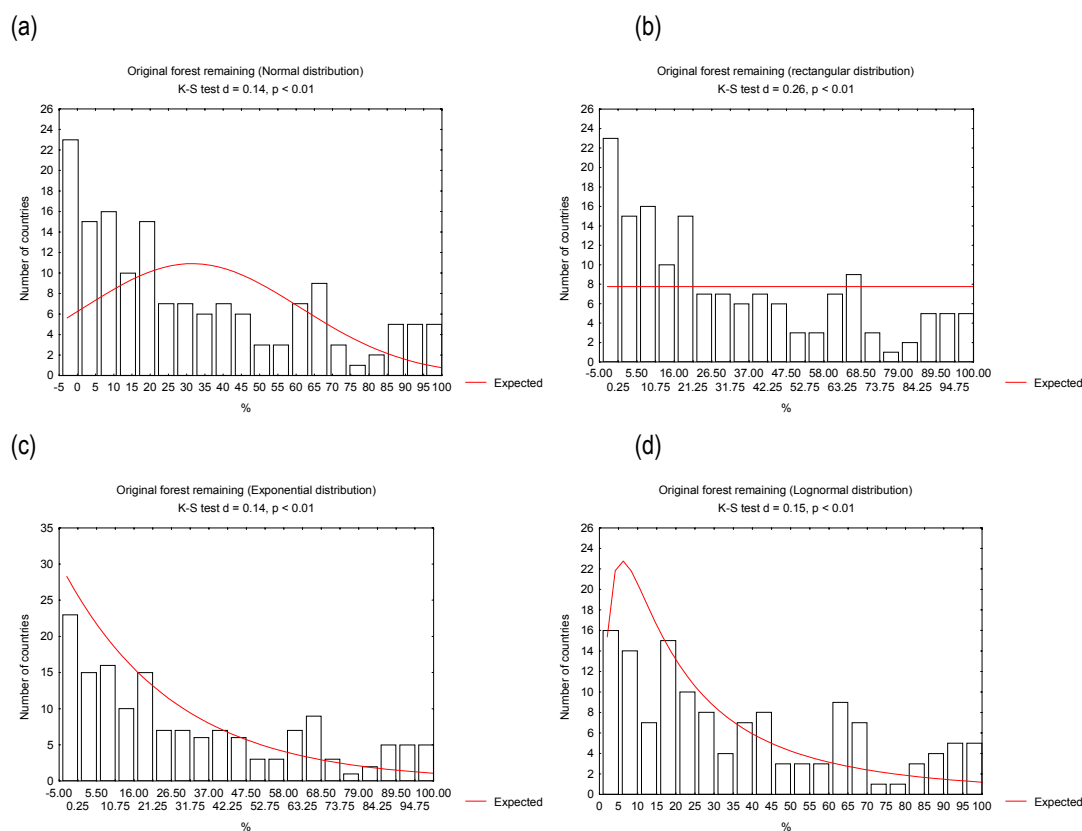 (a)
Original forest remaining (Normal distribution)
K-S test d = 0.14, p < 0.01
26
24
22
20
18
16
14
12
10
8
6
4
2
0
Number of countries
-5 0 5 10 15 20 25 30 35 40 45 50 55 60 65 70 75 80 85 90 95 100
%
Expected
(b)
Original forest remaining (rectangular distribution)
K-S test d = 0.26, p < 0.01
26
24
22
20
18
16
14
12
10
8
6
4
2
0
Number of countries
-5.00 5.50 16.00 26.50 37.00 47.50 58.00 68.50 79.00 89.50 100.00
0.25 10.75 21.25 31.75 42.25 52.75 63.25 73.75 84.25 94.75
%
Expected
(c)
Original forest remaining (Exponential distribution)
K-S test d = 0.14, p < 0.01
35
30
25
20
15
10
5
0
Number of countries
-5.00 5.50 16.00 26.50 37.00 47.50 58.00 68.50 79.00 89.50 100.00
0.25 10.75 21.25 31.75 42.25 52.75 63.25 73.75 84.25 94.75
%
Expected
(d)
Original forest remaining (Lognormal distribution)
K-S test d = 0.15, p < 0.01
26
24
22
20
18
16
14
12
10
8
6
4
2
0
Number of countries
0 5 10 15 20 25 30 35 40 45 50 55 60 65 70 75 80 85 90 95 100
%
Expected